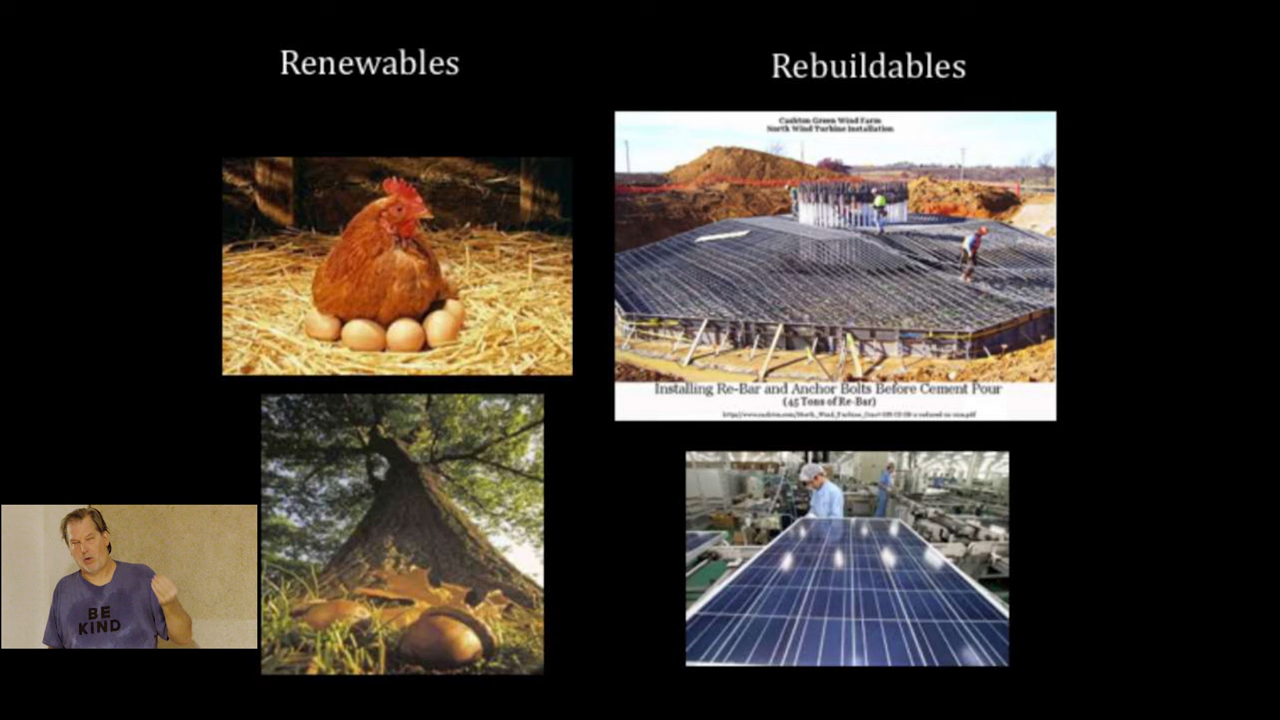 Renewables
Rebuildables
Cashton Green Wind Farm
North Wind Turbine Installation
Installing Re-Bar and Anchor Bolts Before Cement Pour
(45 Tons of Re-Bar)
BE
KIND